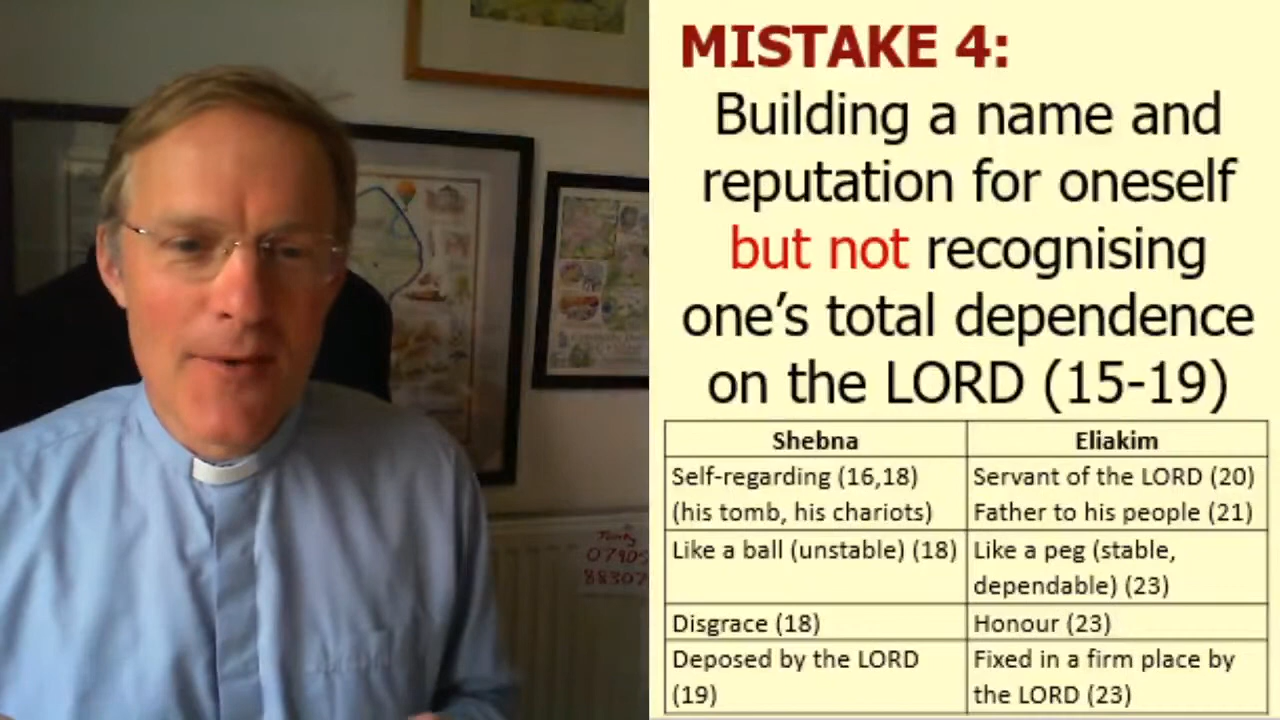 MISTAKE 4:
Building a name and
reputation for oneself
but not recognising
one's total dependence
on the LORD (15-19)
Shebna
Eliakim
Self-regarding (16,18)
(his tomb, his chariots)
Servant of the LORD (20)
Father to his people (21)
Like a ball (unstable) (18)
Like a peg (stable,
dependable) (23)
Disgrace (18)
Honour (23)
Deposed by the LORD
(19)
Fixed in a firm place by
the LORD (23)
07905
88307